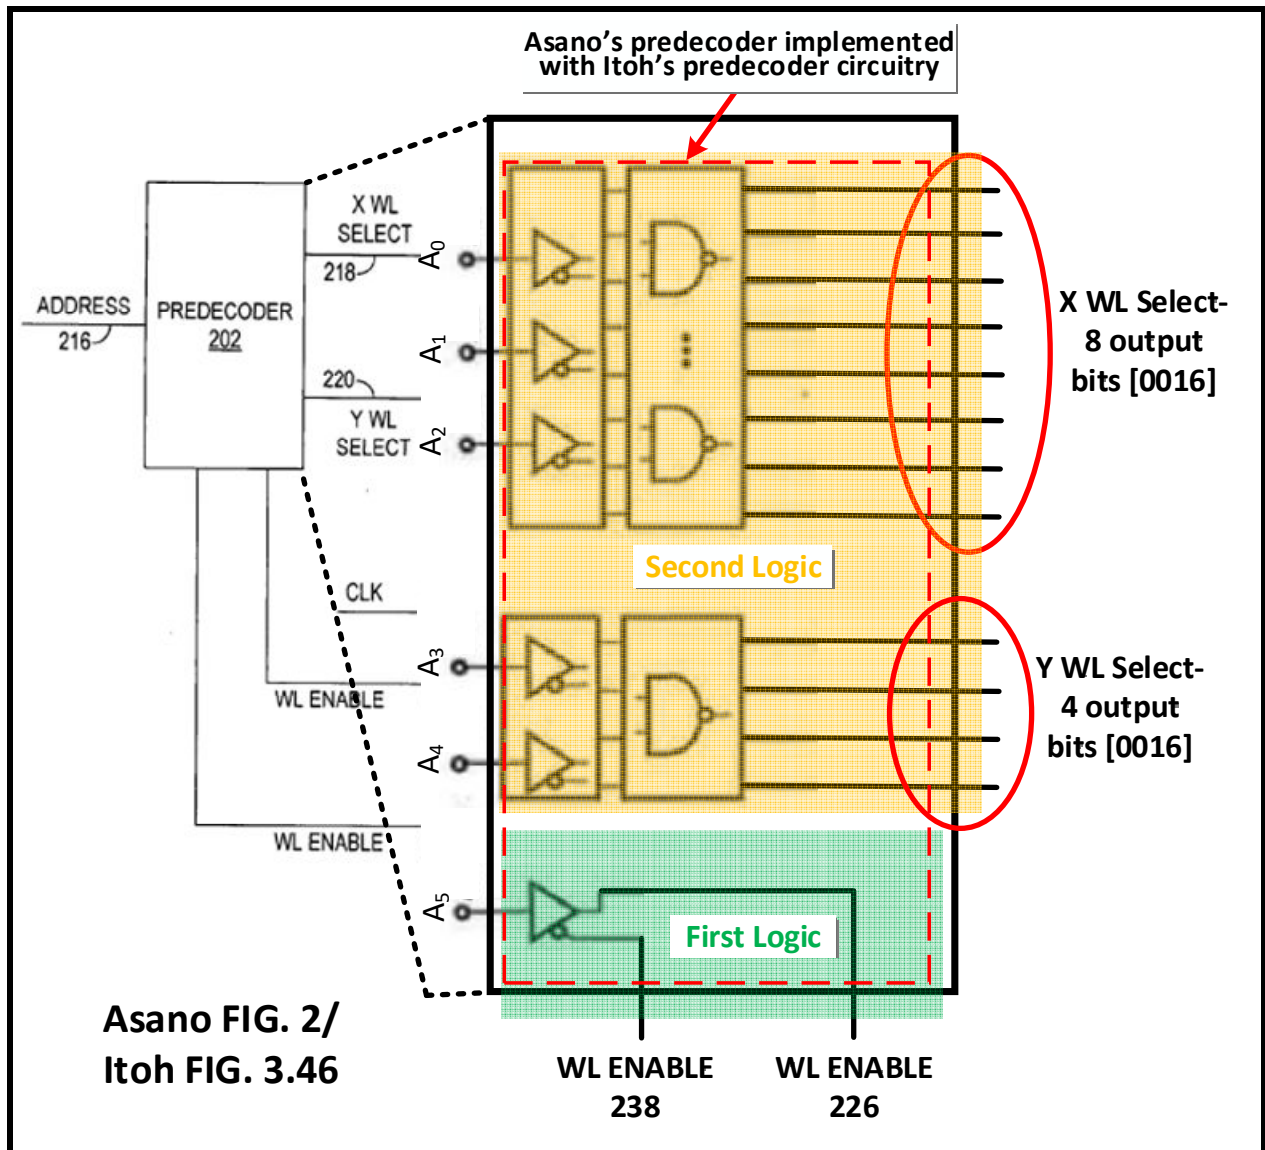 Asano’s predecoder implemented
with Itoh’s predecoder circuitry
X WL
SELECT
218
ADDRESS
216
PREDECODER
202
220
Y WL
SELECT
CLK
WL ENABLE
WL ENABLE
A0
A1
A2
A3
A4
A5
Second Logic
First Logic
X WL Select-
8 output
bits [0016]
Y WL Select-
4 output
bits [0016]
WL ENABLE
238
WL ENABLE
226
Asano FIG. 2/
Itoh FIG. 3.46